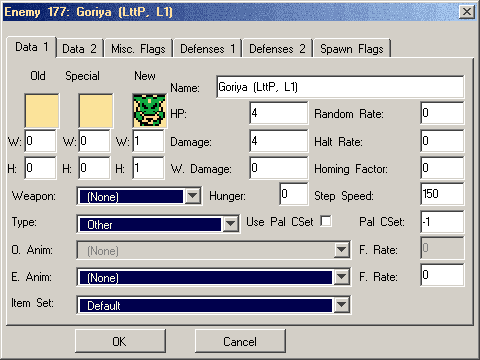 Enemy 177: Goriya (LttP, L1)
Data 1 Data 2 Misc. Flags Defenses 1 Defenses 2 Spawn Flags
Old Special New
Name: Goriya (LttP, L1)
HP: 4 Random Rate: 0
W: 0 W: 0 W: 1 Damage: 4 Halt Rate: 0
H: 0 H: 0 H: 1 W. Damage: 0 Homing Factor: 0
Weapon: (None) Hunger: 0 Step Speed: 150
Type: Other Use Pal CSet Pal CSet: -1
O. Anim: (None) F. Rate: 0
E. Anim: (None) F. Rate: 0
Item Set: Default
OK Cancel